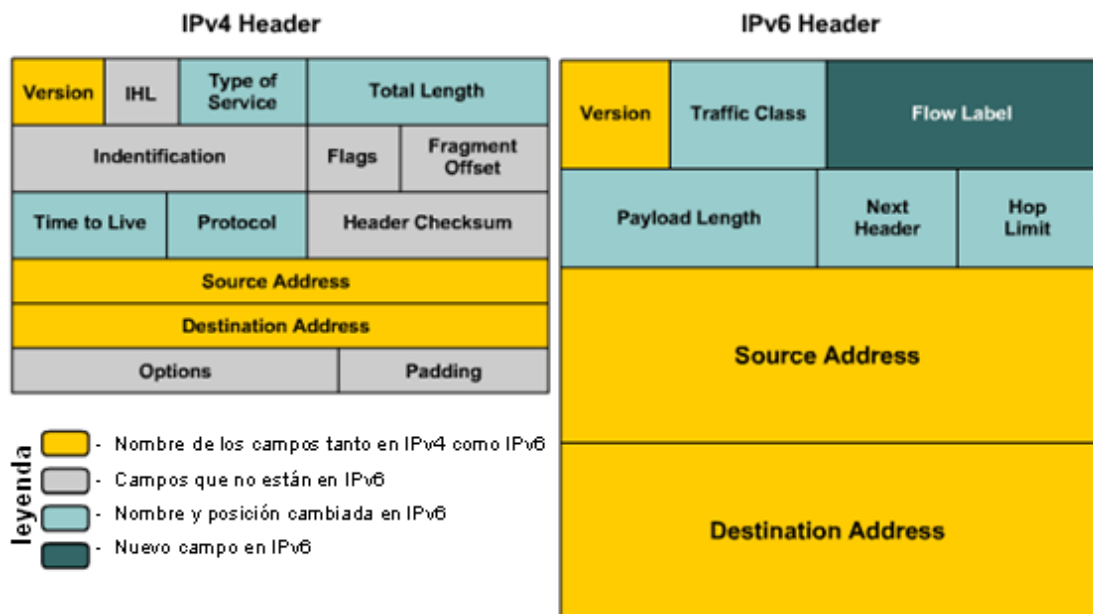 IPv4 Header
Version
IHL
Type of
Service
Total Length
Indentification
Flags
Fragment
Offset
Time to Live
Protocol
Header Checksum
Source Address
Destination Address
Options
Padding
leyenda
- Nombre de los campos tanto en IPv4 como IPv6
- Campos que no están en IPv6
- Nombre y posición cambiada en IPv6
- Nuevo campo en IPv6
IPv6 Header
Version
Traffic Class
Flow Label
Payload Length
Next
Header
Hop
Limit
Source Address
Destination Address